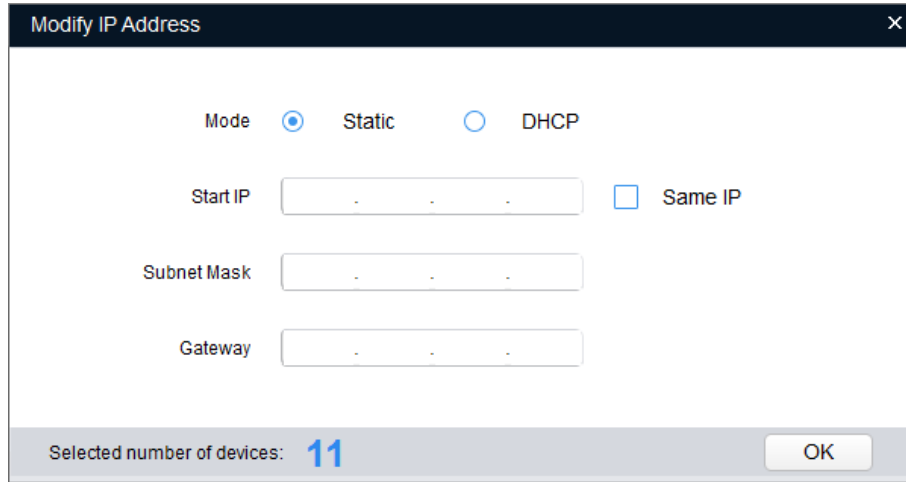 Modify IP Address ×
Mode Static DHCP
Start IP . . . Same IP
Subnet Mask . . .
Gateway . . .
Selected number of devices: 11 OK